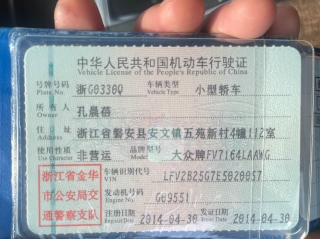 中华人民共和国机动车行驶证
Vehicle License of the People's Republic of China
号牌号码 浙G0330Q 车辆类型 小型轿车
Plate No. Vehicle Type
所有人 孔晨蓓
Owner
住址 浙江省磐安县安文镇五苑新村4幢112室
Address
使用性质 非营运 品牌型号 大众牌FV7164LAAWG
Use Character Model
浙江省金华市公安局交通警察支队
车辆识别代号 LFV2B25G7E5020057
VIN
发动机号码 G09551
Engine No.
注册日期 2014-04-30 发证日期 2014-04-30
Register Date Issue Date